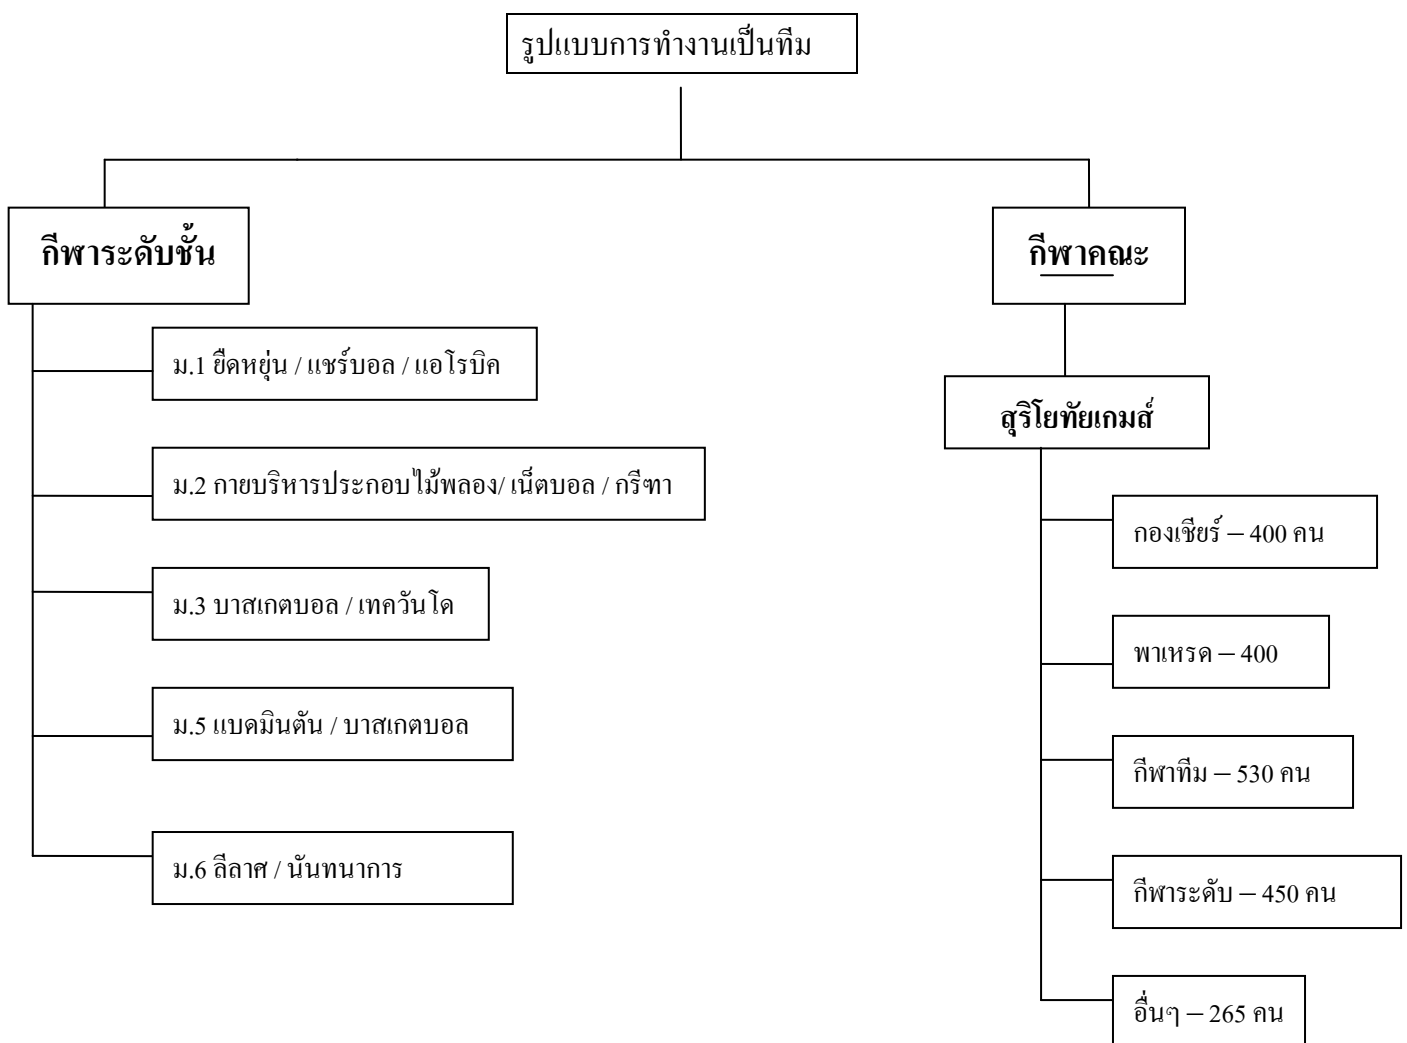 รูปแบบการทำงานเป็นทีม
กีฬาระดับชั้น
ม.1 ยืดหยุ่น / แชร์บอล / แอโรบิค
ม.2 กายบริหารประกอบไม้พลอง/ เน็ตบอล / กรีฑา
ม.3 บาสเกตบอล / เทควันโด
ม.5 แบดมินตัน / บาสเกตบอล
ม.6 ลีลาศ / นันทนาการ
กีฬาคณะ
สุริโยทัยเกมส์
กองเชียร์ – 400 คน
พาเหรด – 400
กีฬาทีม – 530 คน
กีฬาระดับ – 450 คน
อื่นๆ – 265 คน